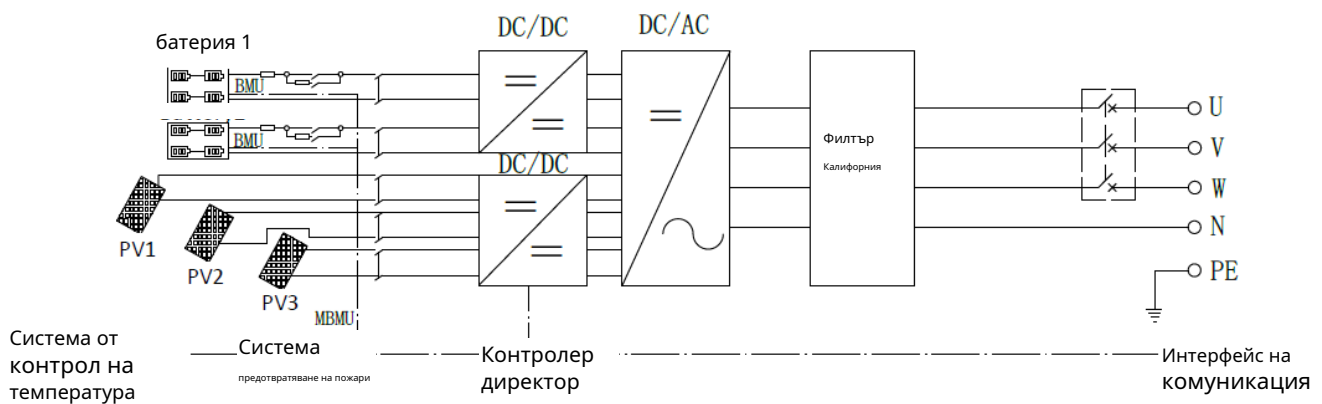 DC/DC
DC/AC
батерия 1
BMU
BMU
DC/DC
Филтър
Калифорния
U
V
W
N
PE
PV1
PV2
PV3
MBMU
Система от
контрол на
температура
Система
предотвратяване на пожари
Контролер
директор
Интерфейс на
комуникация